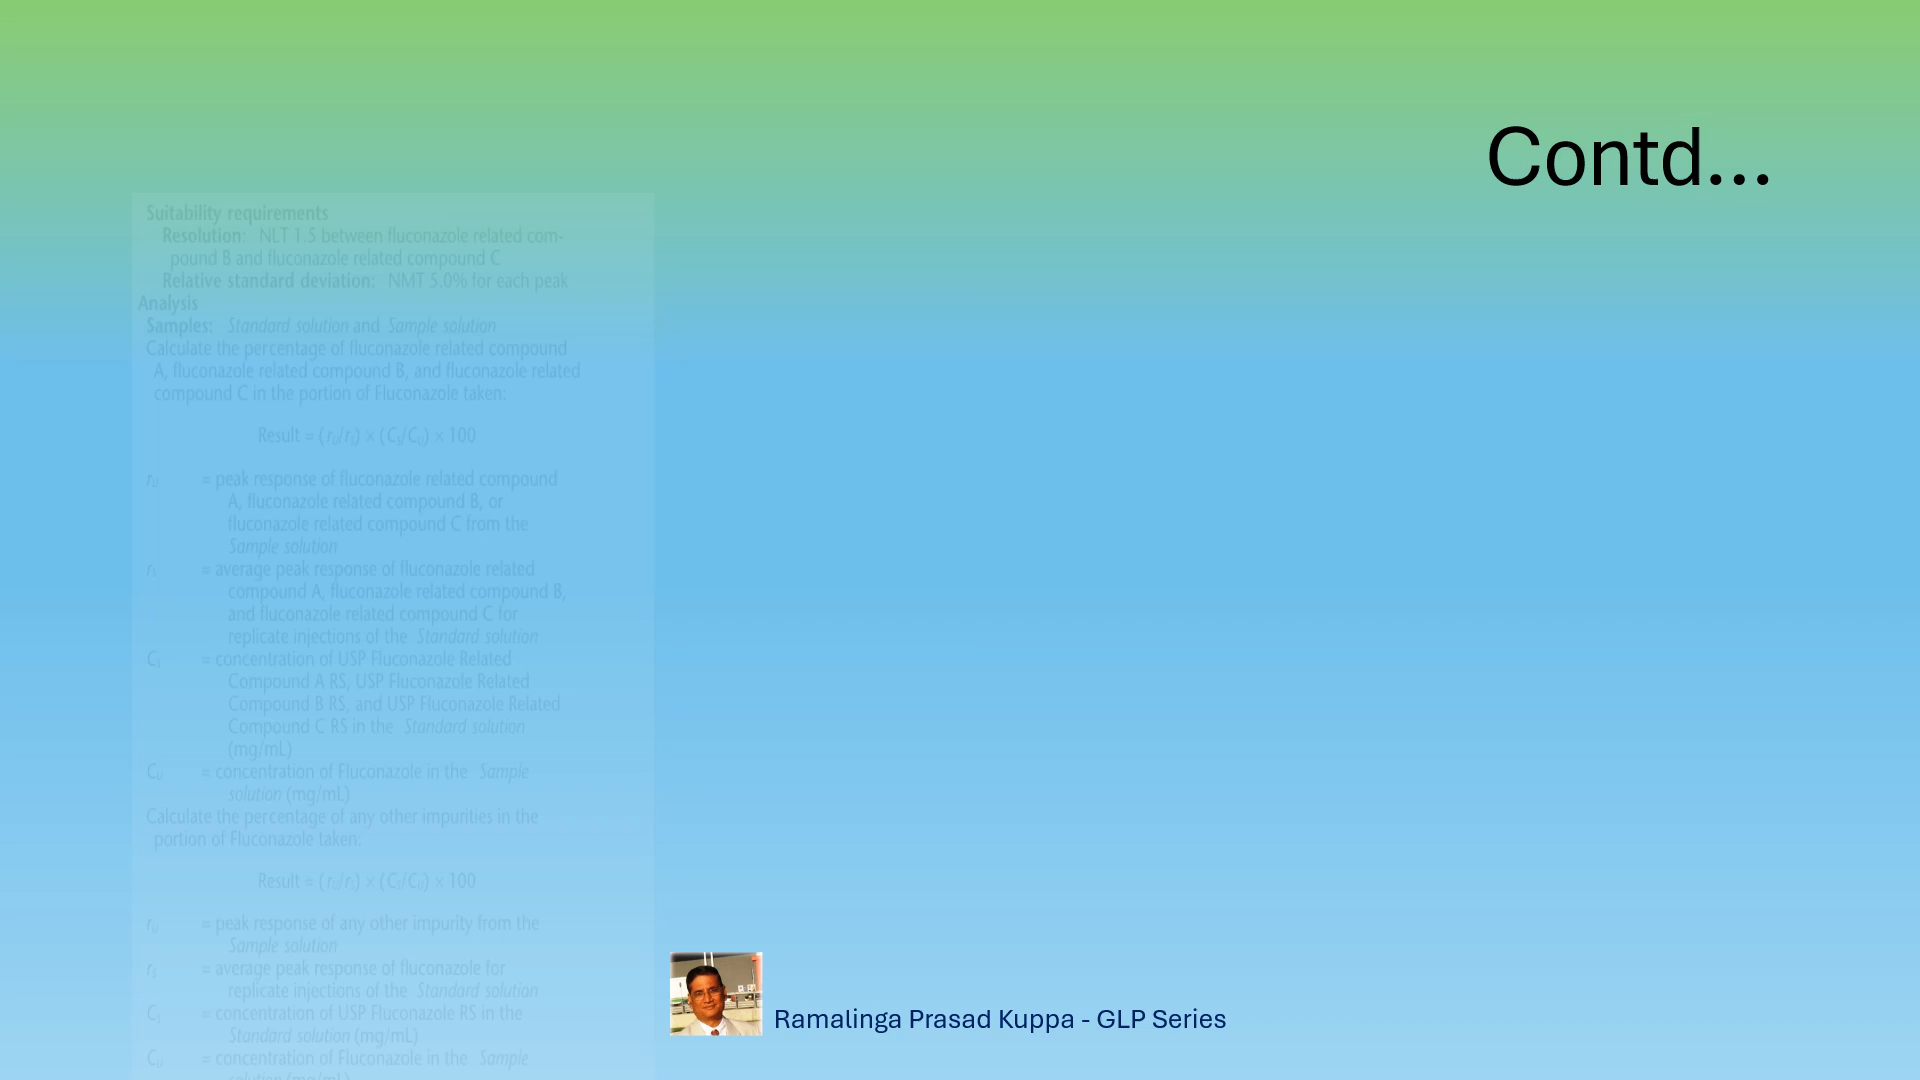 Contd...
Suitability requirements
Resolution: NLT 1.5 between fluconazole related com-
pound B and fluconazole related compound C
Relative standard deviation: NMT 5.0% for each peak
Analysis
Samples: Standard solution and Sample solution
Calculate the percentage of fluconazole related compound
A, fluconazole related compound B, and fluconazole related
compound C in the portion of Fluconazole taken:
Result = (rU/rS) × (CS/CU) × 100
rU = peak response of fluconazole related compound
A, fluconazole related compound B, or
fluconazole related compound C from the
Sample solution
rS = average peak response of fluconazole related
compound A, fluconazole related compound B,
and fluconazole related compound C for
replicate injections of the Standard solution
CS = concentration of USP Fluconazole Related
Compound A RS, USP Fluconazole Related
Compound B RS, and USP Fluconazole Related
Compound C RS in the Standard solution
(mg/mL)
CU = concentration of Fluconazole in the Sample
solution (mg/mL)
Calculate the percentage of any other impurities in the
portion of Fluconazole taken:
Result = (rU/rS) × (CS/CU) × 100
rU = peak response of any other impurity from the
Sample solution
rS = average peak response of fluconazole for
replicate injections of the Standard solution
CS = concentration of USP Fluconazole RS in the
Standard solution (mg/mL)
CU = concentration of Fluconazole in the Sample
solution (mg/mL)
Ramalinga Prasad Kuppa - GLP Series